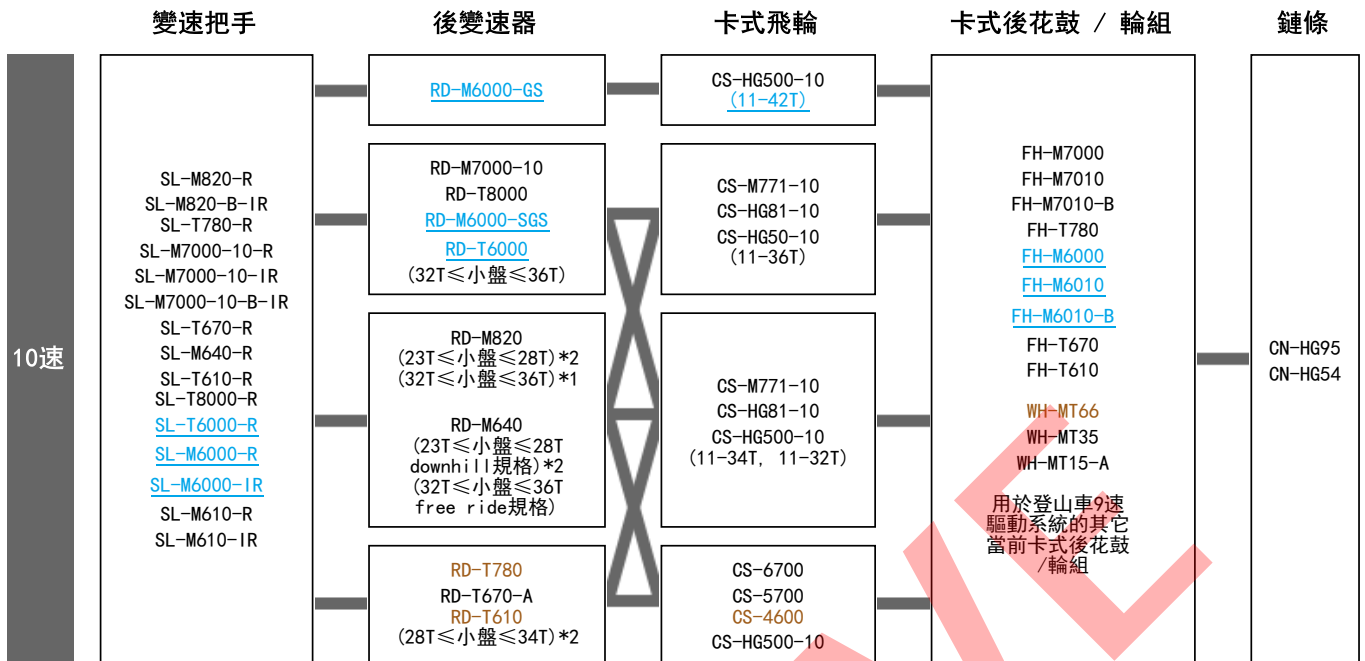 變速把手
後變速器
卡式飛輪
卡式後花鼓 / 輪組
鏈條
10速
SL-M820-R
SL-M820-B-IR
SL-T780-R
SL-M7000-10-R
SL-M7000-10-IR
SL-M7000-10-B-IR
SL-T670-R
SL-M640-R
SL-T610-R
SL-T8000-R
SL-T6000-R
SL-M6000-R
SL-M6000-IR
SL-M610-R
SL-M610-IR
RD-M6000-GS
RD-M7000-10
RD-T8000
RD-M6000-SGS
RD-T6000
(32T≤小盤≤36T)
RD-M820
(23T≤小盤≤28T)*2
(32T≤小盤≤36T)*1
RD-M640
(23T≤小盤≤28T
downhill規格)*2
(32T≤小盤≤36T
free ride規格)
RD-T780
RD-T670-A
RD-T610
(28T≤小盤≤34T)*2
CS-HG500-10
(11-42T)
CS-M771-10
CS-HG81-10
CS-HG50-10
(11-36T)
CS-M771-10
CS-HG81-10
CS-HG500-10
(11-34T, 11-32T)
CS-6700
CS-5700
CS-4600
CS-HG500-10
FH-M7000
FH-M7010
FH-M7010-B
FH-T780
FH-M6000
FH-M6010
FH-M6010-B
FH-T670
FH-T610
WH-MT66
WH-MT35
WH-MT15-A
用於登山車9速
驅動系統的其它
當前卡式後花鼓
/輪組
CN-HG95
CN-HG54